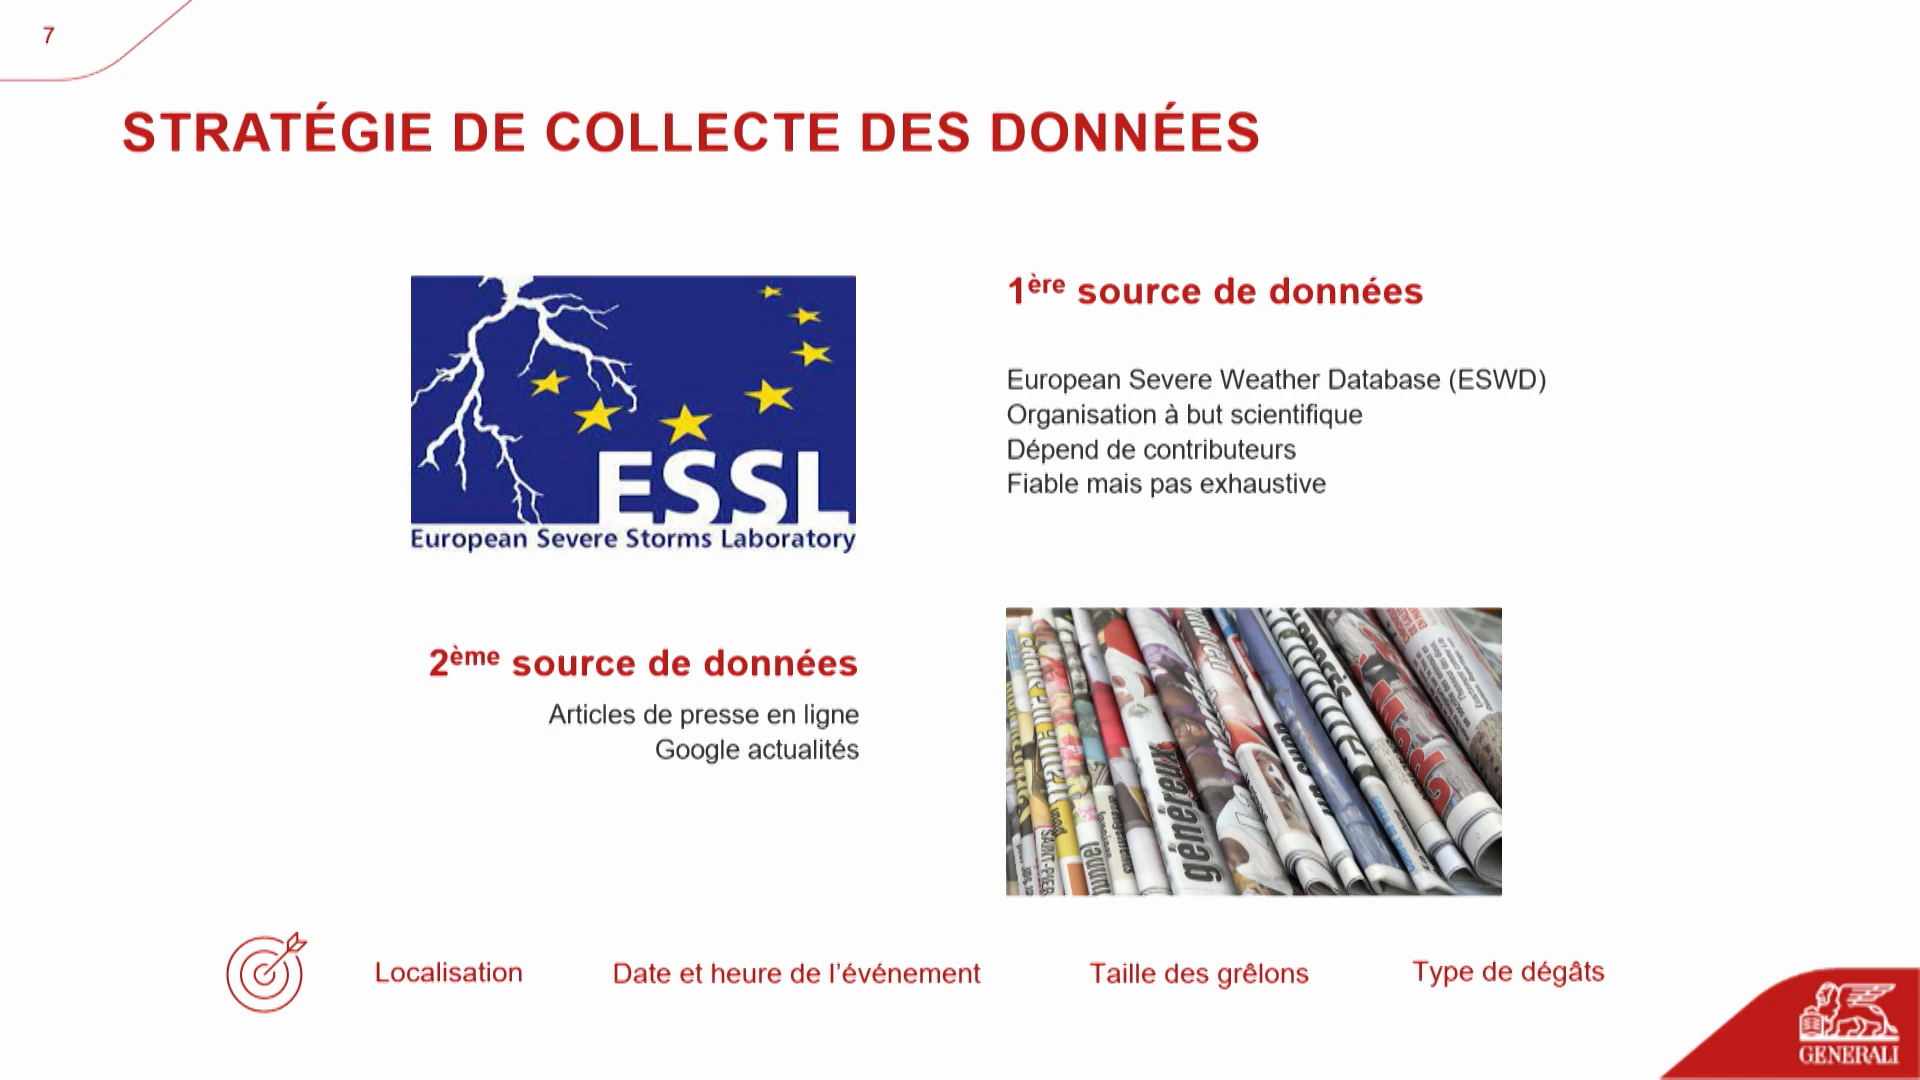 7
STRATÉGIE DE COLLECTE DES DONNÉES
ESSL
European Severe Storms Laboratory
1ère source de données
European Severe Weather Database (ESWD)
Organisation à but scientifique
Dépend de contributeurs
Fiable mais pas exhaustive
2ème source de données
Articles de presse en ligne
Google actualités
généreux
Localisation
Date et heure de l’événement
Taille des grêlons
Type de dégâts
GENERALI